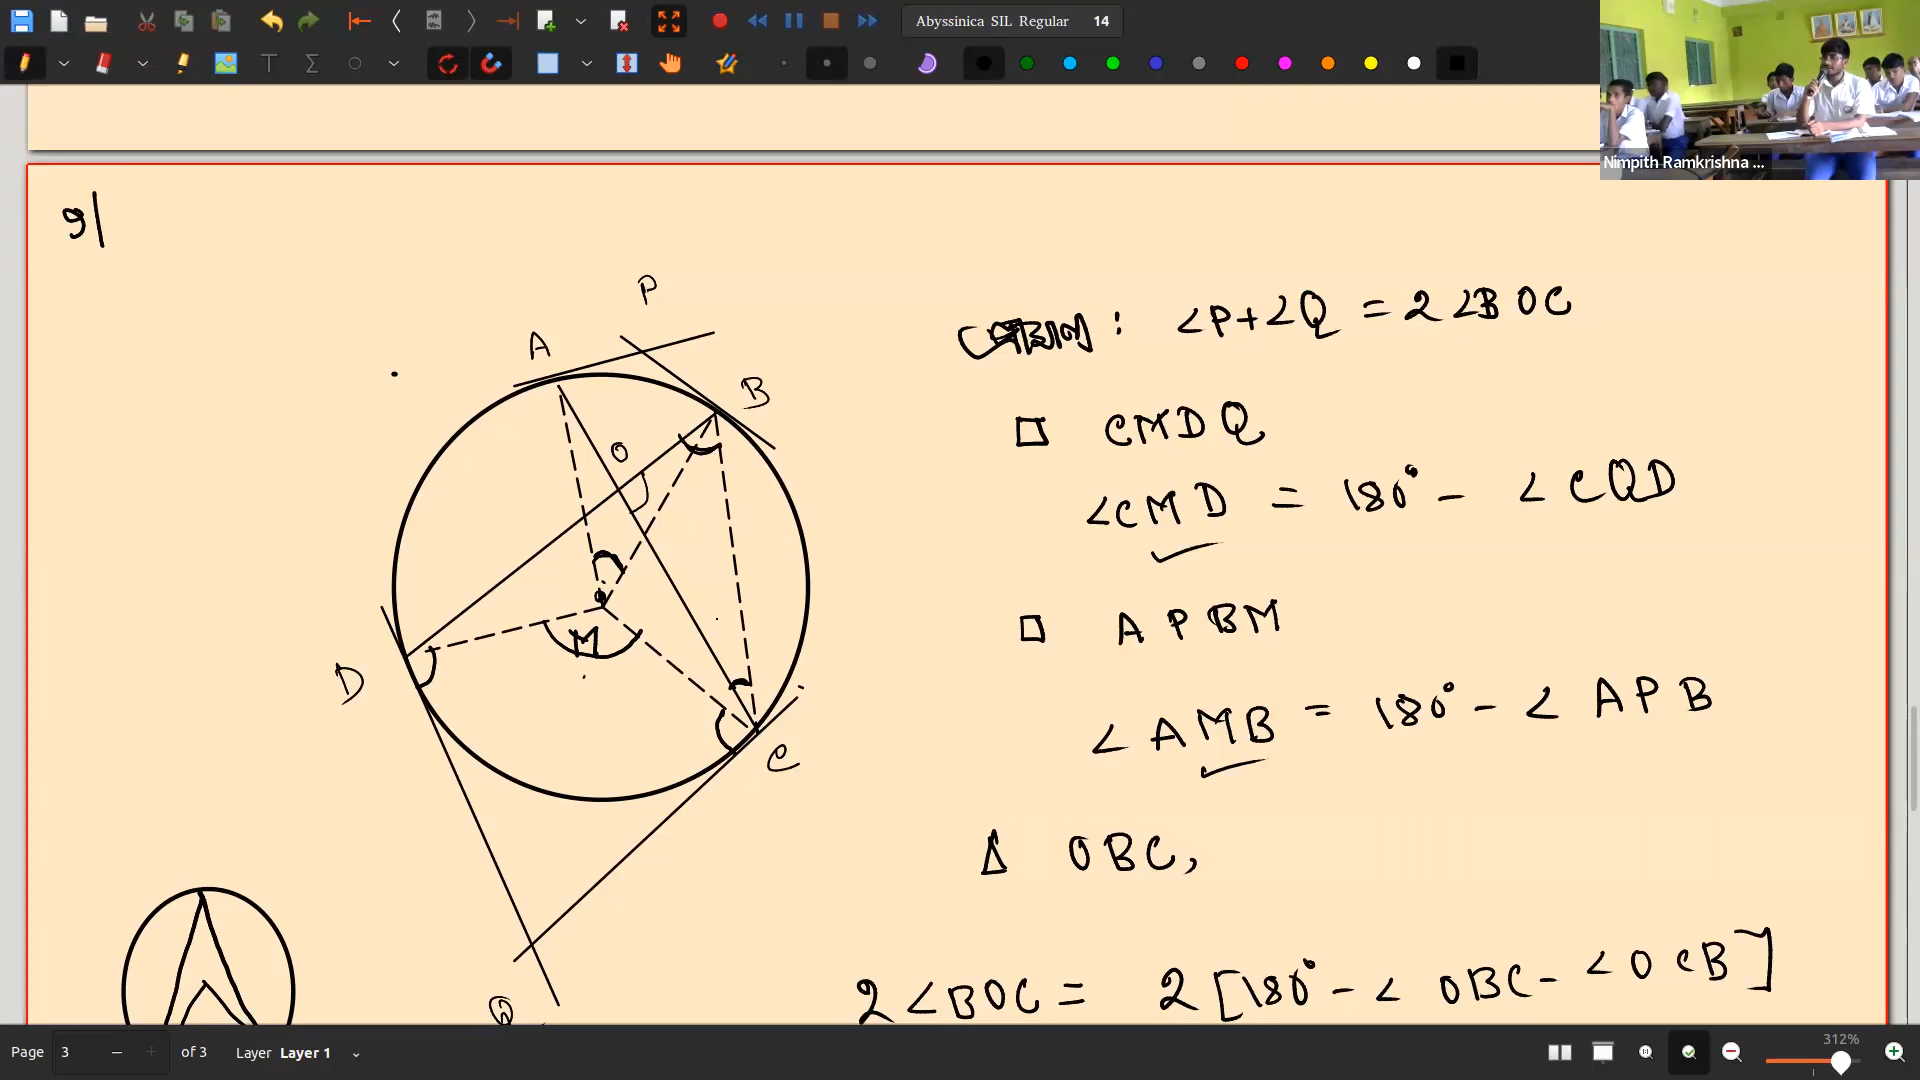 Abyssinica SIL Regular 14
Nimpith Ramkrishna ...
9|
P
A
B
O
M
D
C
Q
: ∠P+∠Q = 2∠BOC
□ CMDQ
∠CMD = 180° - ∠CQD
□ APBM
∠AMB = 180° - ∠APB
Δ OBC,
2∠BOC = 2[180° - ∠OBC - ∠OCB]
Page 3 of 3 Layer Layer 1
312%